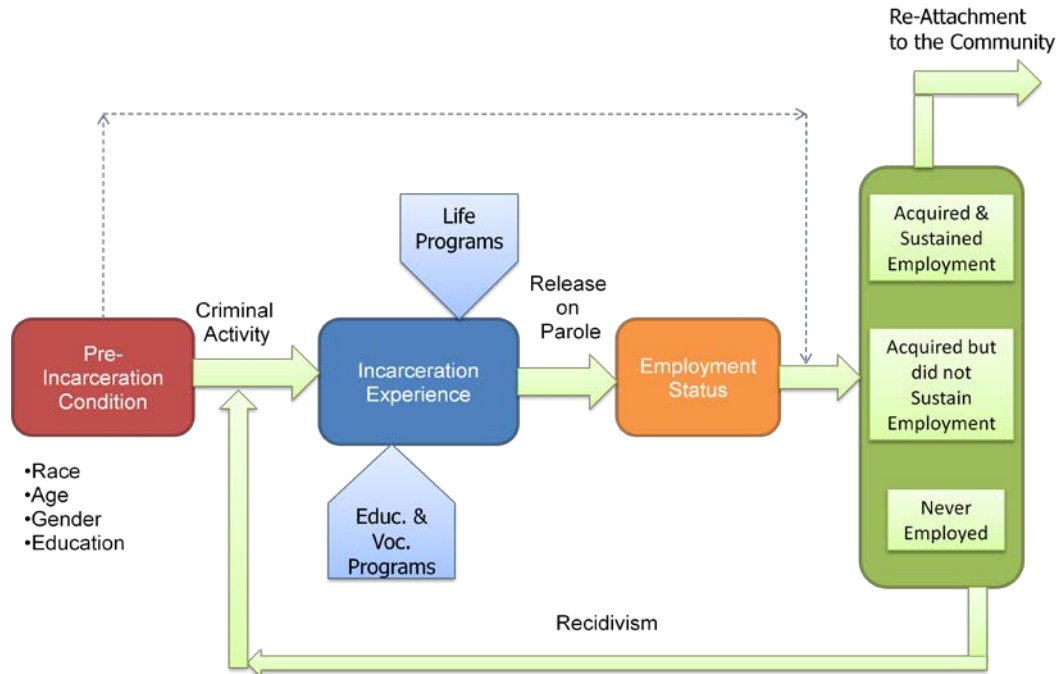 Re-Attachment
to the Community
Life
Programs
Criminal
Activity
Release
on
Parole
Pre-
Incarceration
Condition
Incarceration
Experience
Employment
Status
Acquired &
Sustained
Employment
Acquired but
did not
Sustain
Employment
Never
Employed
•Race
•Age
•Gender
•Education
Educ. &
Voc.
Programs
Recidivism